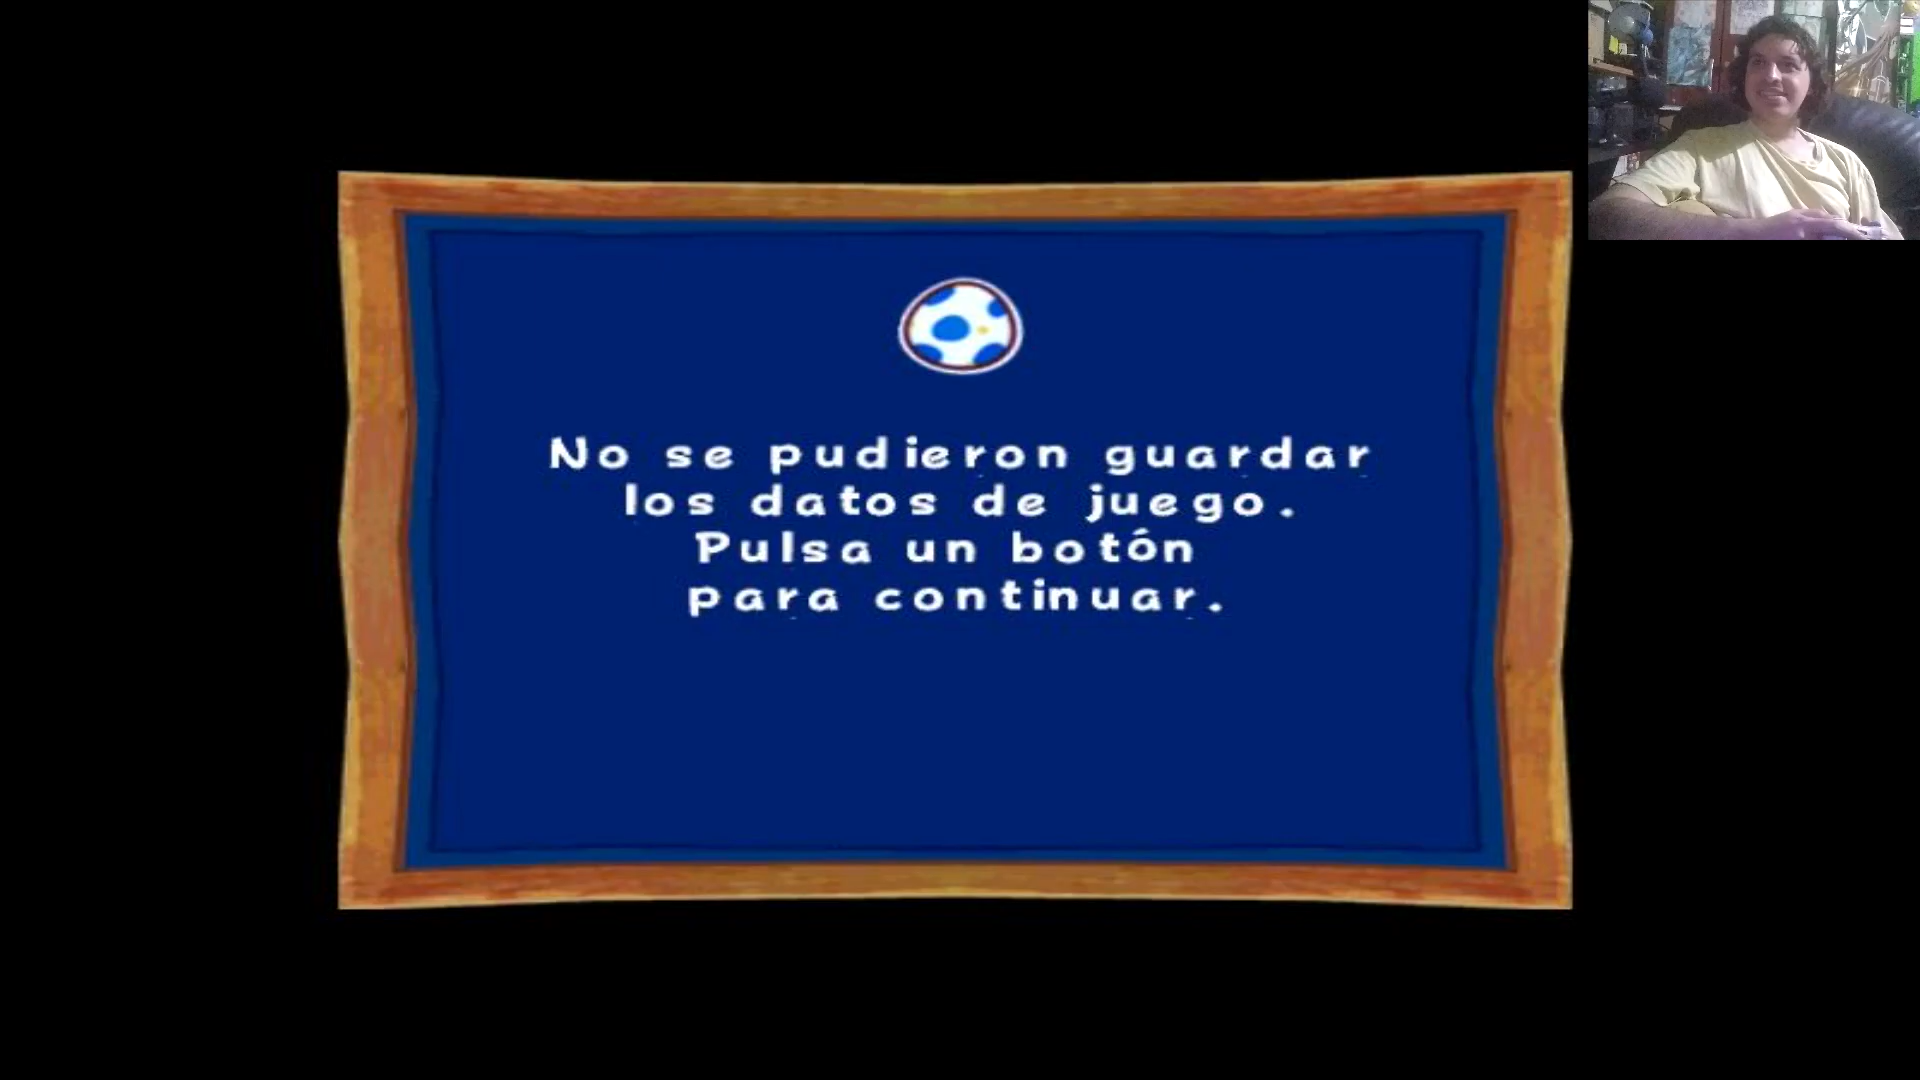 No se pudieron guardar
los datos de juego.
Pulsa un botón
para continuar.